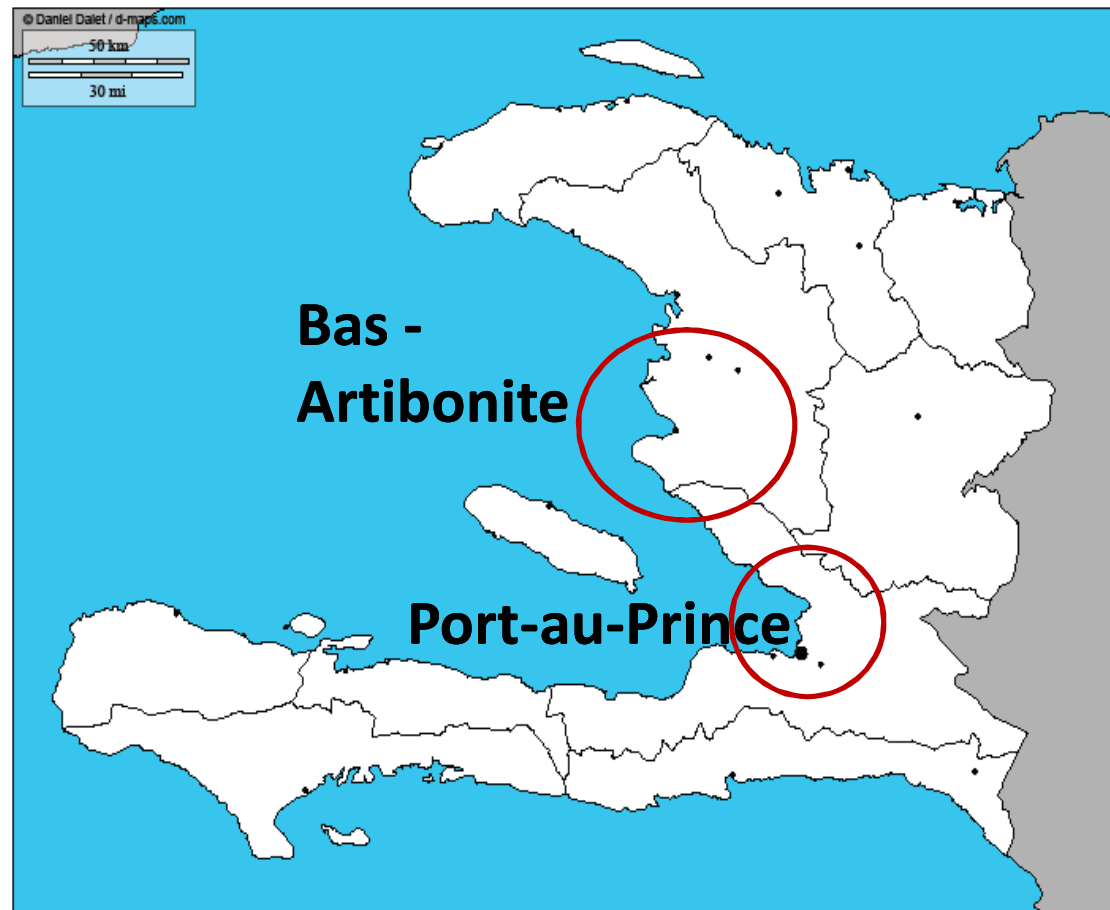 © Daniel Dalet / d-maps.com
50 km
30 mi
Bas -
Artibonite
Port-au-Prince